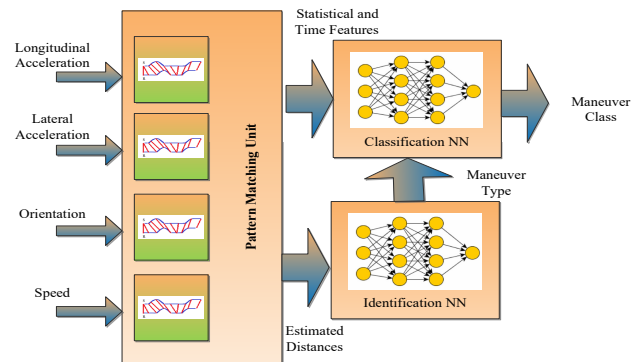 Longitudinal
Acceleration
Lateral
Acceleration
Orientation
Speed
Pattern Matching Unit
Statistical and
Time Features
Classification NN
Maneuver
Class
Maneuver
Type
Identification NN
Estimated
Distances